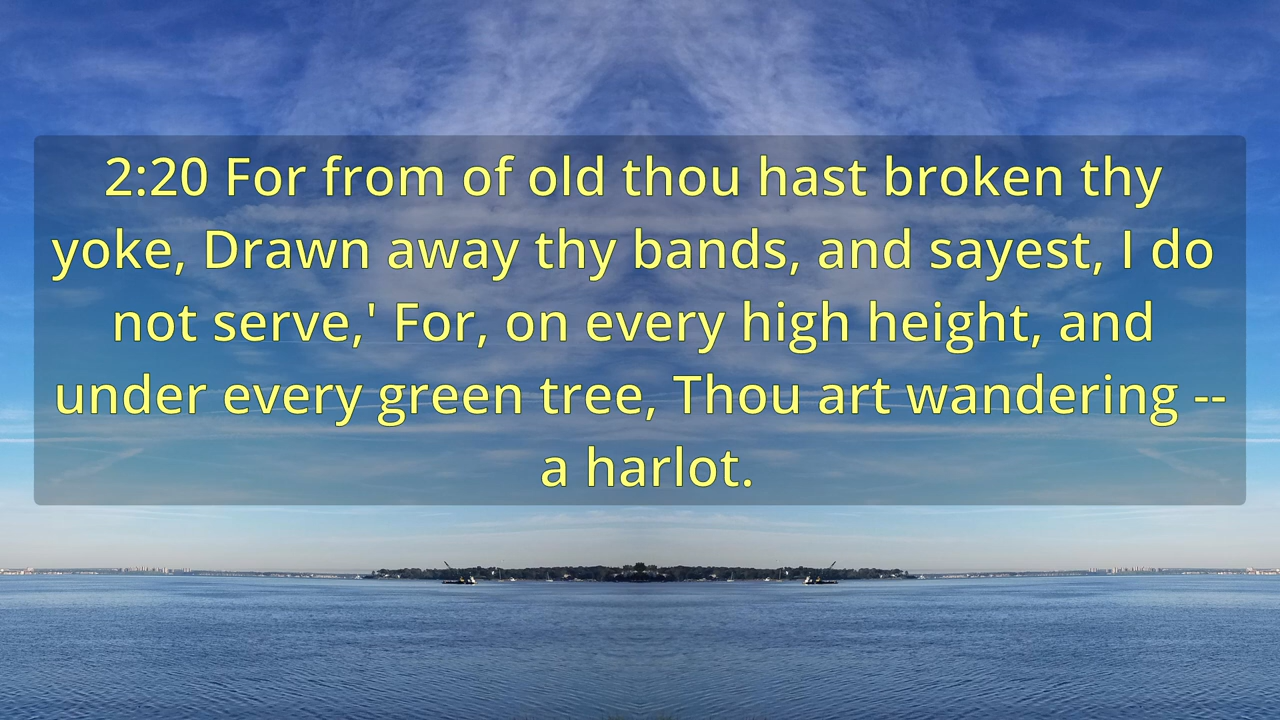 2:20 For from of old thou hast broken thy
yoke, Drawn away thy bands, and sayest, I do
not serve,' For, on every high height, and
under every green tree, Thou art wandering --
a harlot.